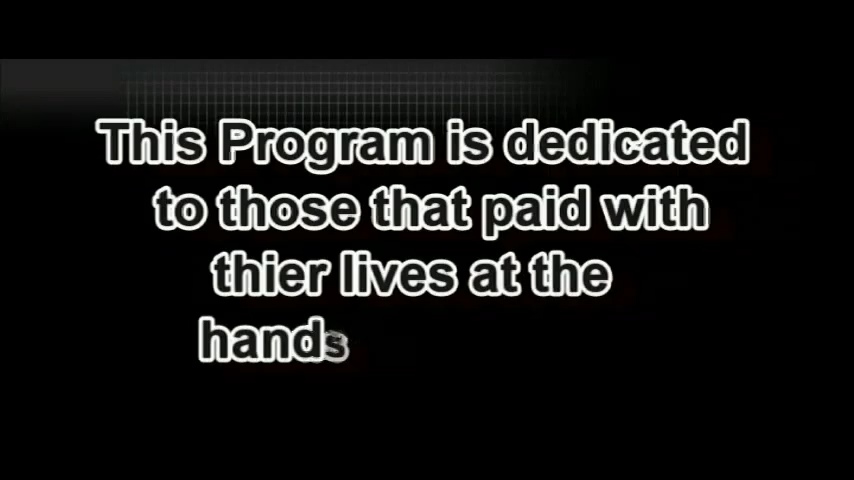 This Program is dedicated
to those that paid with
thier lives at the
hands